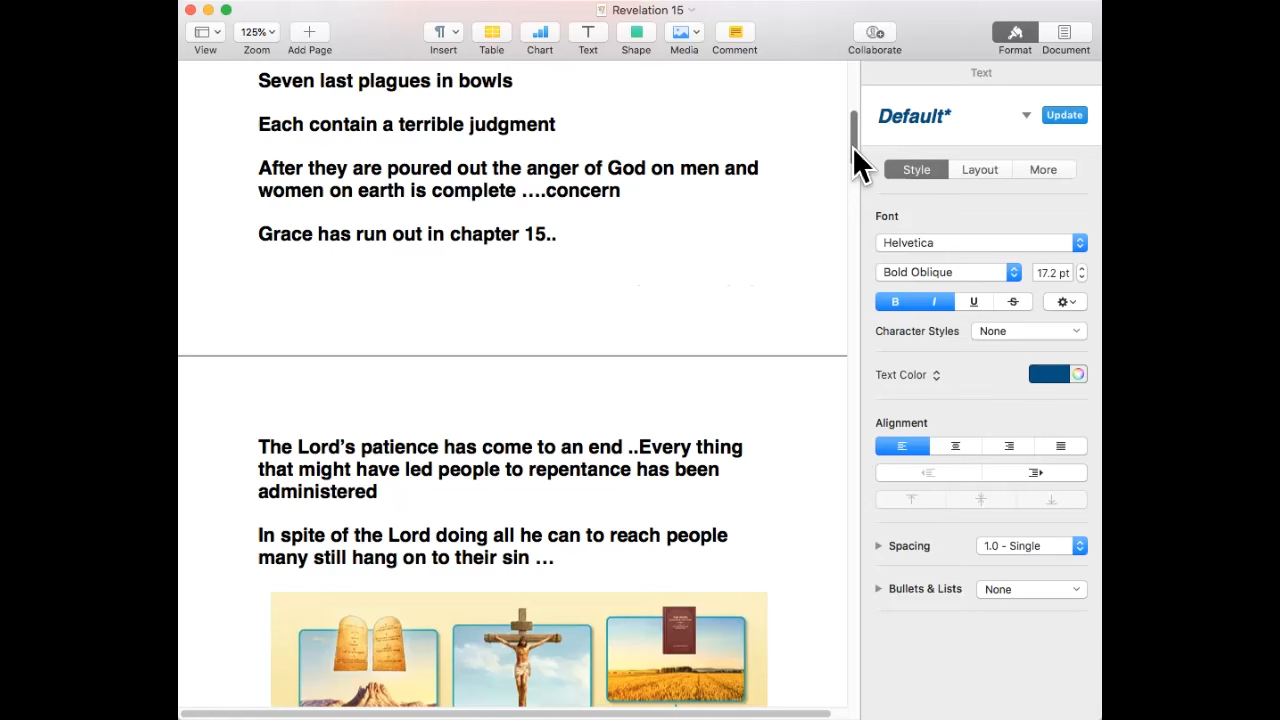 Revelation 15
125%
View
Zoom
Add Page
Insert
Table
Chart
Text
Shape
Media
Comment
Collaborate
Format
Document
Seven last plagues in bowls
Each contain a terrible judgment
After they are poured out the anger of God on men and
women on earth is complete ….concern
Grace has run out in chapter 15..
The Lord’s patience has come to an end ..Every thing
that might have led people to repentance has been
administered
In spite of the Lord doing all he can to reach people
many still hang on to their sin …
Text
Default*
Update
Style
Layout
More
Font
Helvetica
Bold Oblique
17.2 pt
B
I
U
S
Character Styles
None
Text Color
Alignment
Spacing
1.0 - Single
Bullets & Lists
None